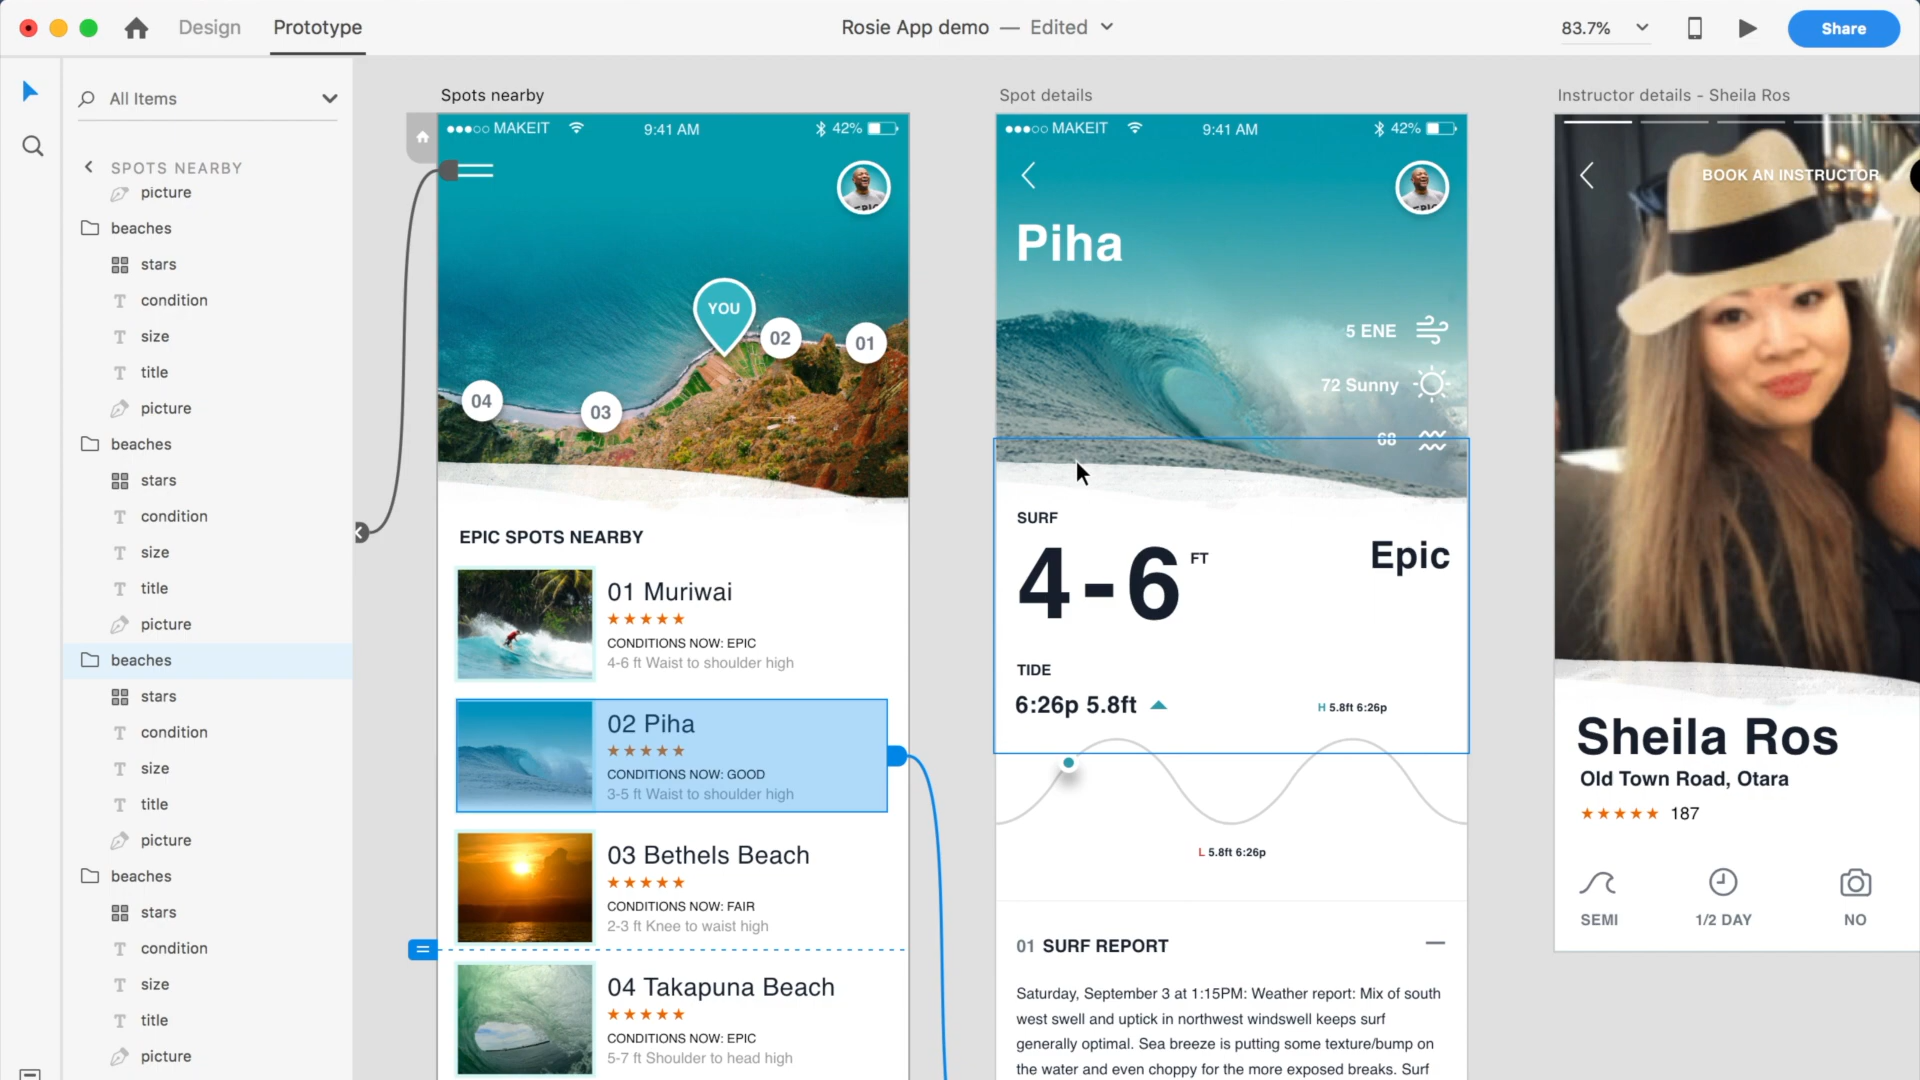 Design
Prototype
Rosie App demo — Edited
83.7%
Share
All Items
SPOTS NEARBY
picture
beaches
stars
condition
size
title
picture
beaches
stars
condition
size
title
picture
beaches
stars
condition
size
title
picture
beaches
stars
condition
size
title
picture
Spots nearby
MAKEIT
9:41 AM
42%
YOU
02
01
04
03
EPIC SPOTS NEARBY
01 Muriwai
CONDITIONS NOW: EPIC
4-6 ft Waist to shoulder high
02 Piha
CONDITIONS NOW: GOOD
3-5 ft Waist to shoulder high
03 Bethels Beach
CONDITIONS NOW: FAIR
2-3 ft Knee to waist high
04 Takapuna Beach
CONDITIONS NOW: EPIC
5-7 ft Shoulder to head high
Spot details
MAKEIT
9:41 AM
42%
Piha
5 ENE
72 Sunny
68
SURF
4-6 FT
Epic
TIDE
6:26p 5.8ft
H 5.8ft 6:26p
L 5.8ft 6:26p
01 SURF REPORT
Saturday, September 3 at 1:15PM: Weather report: Mix of south
west swell and uptick in northwest windswell keeps surf
generally optimal. Sea breeze is putting some texture/bump on
the water and even choppy for the more exposed breaks. Surf
Instructor details - Sheila Ros
BOOK AN INSTRUCTOR
Sheila Ros
Old Town Road, Otara
187
SEMI
1/2 DAY
NO